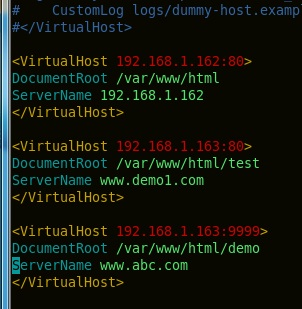 #    CustomLog logs/dummy-host.examp
#</VirtualHost>
<VirtualHost 192.168.1.162:80>
DocumentRoot /var/www/html
ServerName 192.168.1.162
</VirtualHost>
<VirtualHost 192.168.1.163:80>
DocumentRoot /var/www/html/test
ServerName www.demo1.com
</VirtualHost>
<VirtualHost 192.168.1.163:9999>
DocumentRoot /var/www/html/demo
ServerName www.abc.com
</VirtualHost>